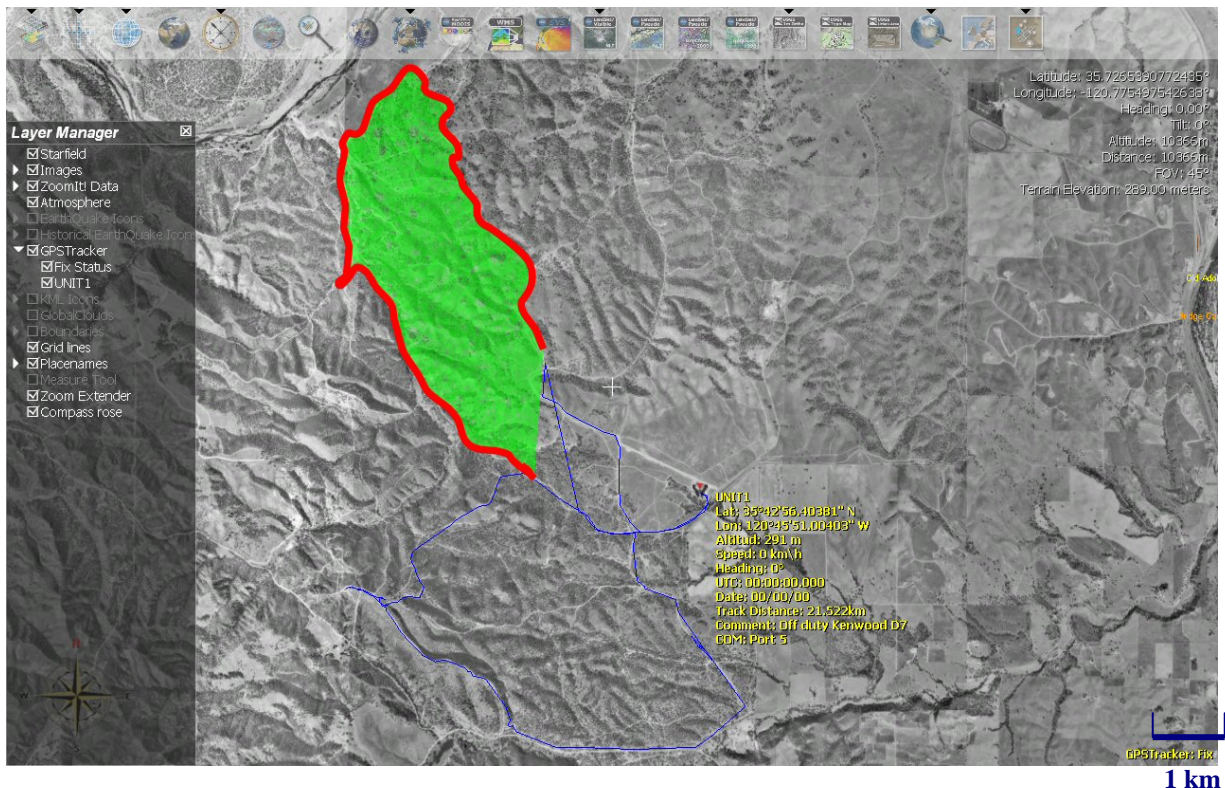 WMS
Latitude: 35.7265390772435°
Longitude: -120.775497542633°
Heading: 0.00°
Tilt: 0°
Altitude: 10366m
Distance: 10366m
FOV: 45°
Terrain Elevation: 289.00 meters
Layer Manager
Starfield
Images
ZoomIt! Data
Atmosphere
EarthQuake Icons
Historical EarthQuake Icon
GPSTracker
Fix Status
UNIT1
KML Icons
GlobalClouds
Boundaries
Grid lines
Placenames
Measure Tool
Zoom Extender
Compass rose
UNIT1
Lat: 35°42'56.40381" N
Lon: 120°45'51.00403" W
Altitud: 291 m
Speed: 0 km\h
Heading: 0°
UTC: 00:00:00.000
Date: 00/00/00
Track Distance: 21.522km
Comment: Off duty Kenwood D7
COM: Port 5
N
W
E
S
GPSTracker: Fix
1 km